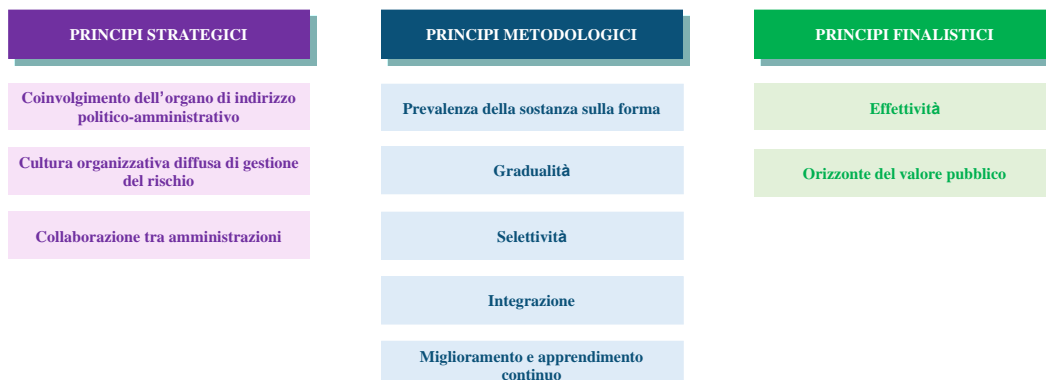 PRINCIPI STRATEGICI
Coinvolgimento dell'organo di indirizzo
politico-amministrativo
Cultura organizzativa diffusa di gestione
del rischio
Collaborazione tra amministrazioni
PRINCIPI METODOLOGICI
Prevalenza della sostanza sulla forma
Gradualità
Selettività
Integrazione
Miglioramento e apprendimento
continuo
PRINCIPI FINALISTICI
Effettività
Orizzonte del valore pubblico